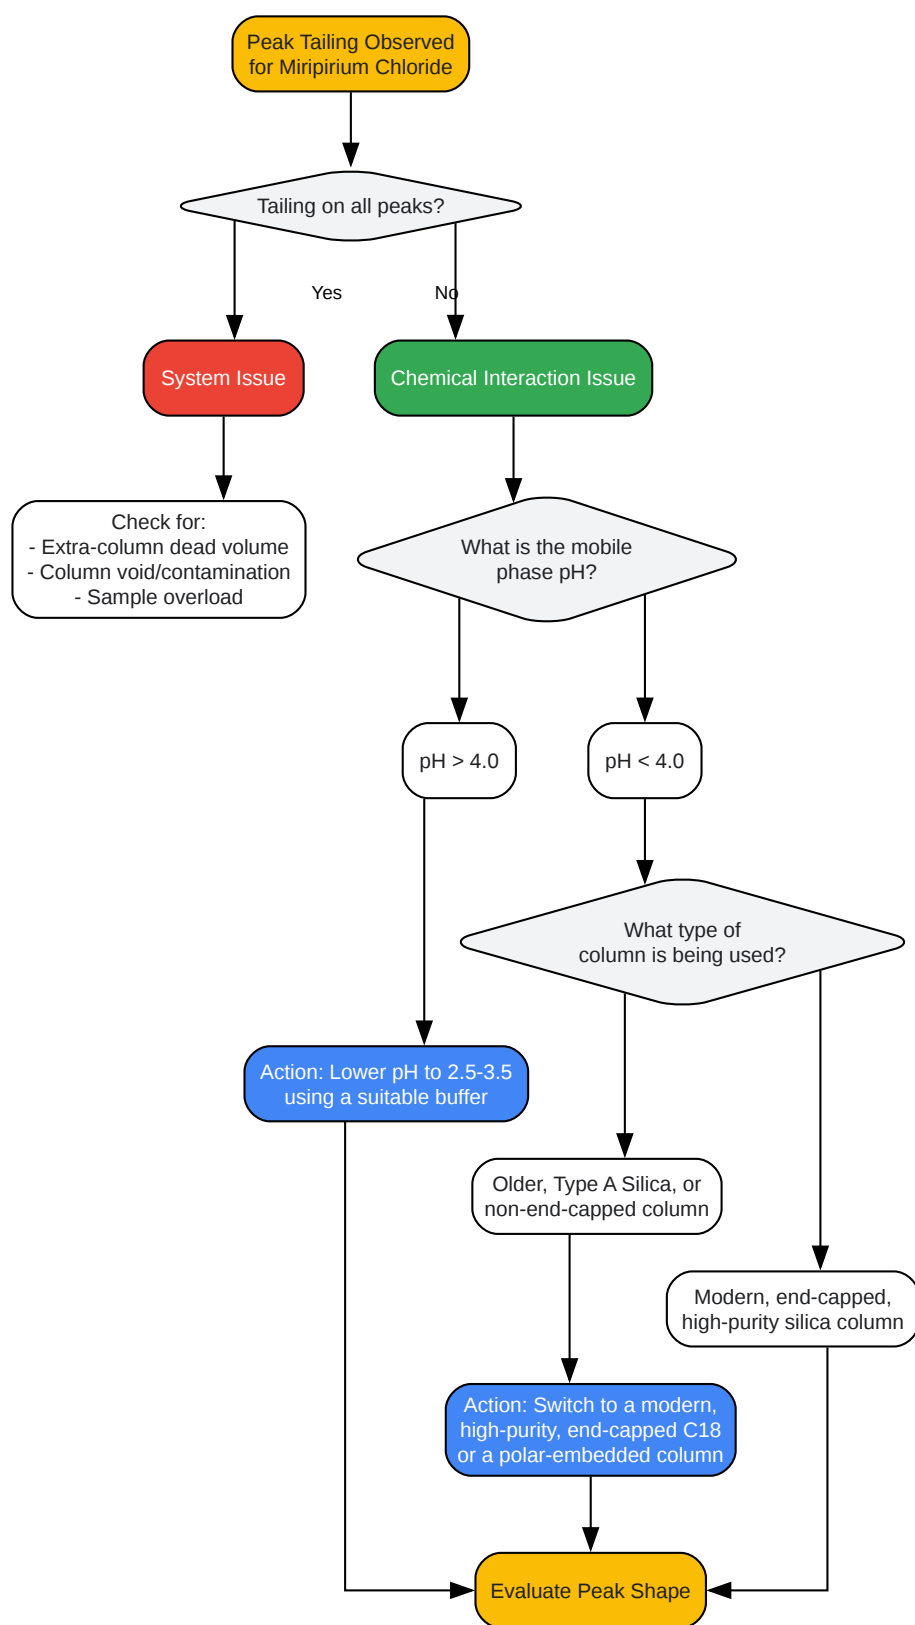 Peak Tailing Observed
for Miripirium Chloride
Tailing on all peaks?
Yes
No
System Issue
Chemical Interaction Issue
Check for:
- Extra-column dead volume
- Column void/contamination
- Sample overload
What is the mobile
phase pH?
pH > 4.0
pH < 4.0
What type of
column is being used?
Action: Lower pH to 2.5-3.5
using a suitable buffer
Older, Type A Silica, or
non-end-capped column
Modern, end-capped,
high-purity silica column
Action: Switch to a modern,
high-purity, end-capped C18
or a polar-embedded column
Evaluate Peak Shape